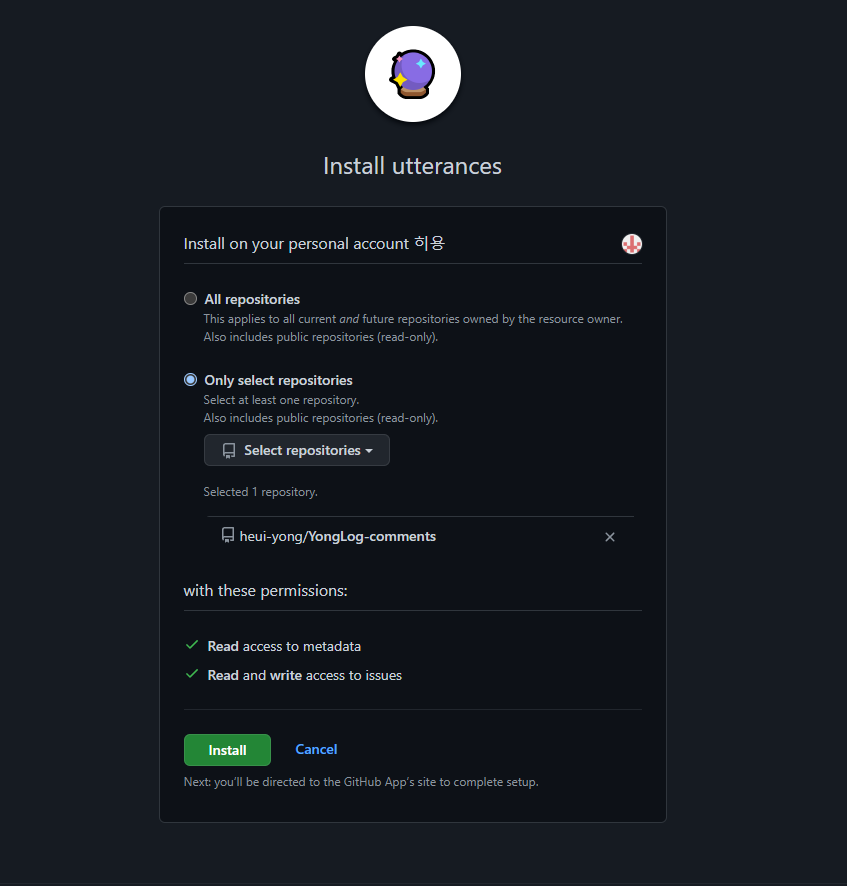 Install utterances
Install on your personal account 히용
All repositories
This applies to all current and future repositories owned by the resource owner.
Also includes public repositories (read-only).
Only select repositories
Select at least one repository.
Also includes public repositories (read-only).
Select repositories
Selected 1 repository.
heui-yong/YongLog-comments
with these permissions:
Read access to metadata
Read and write access to issues
Install Cancel
Next: you'll be directed to the GitHub App's site to complete setup.